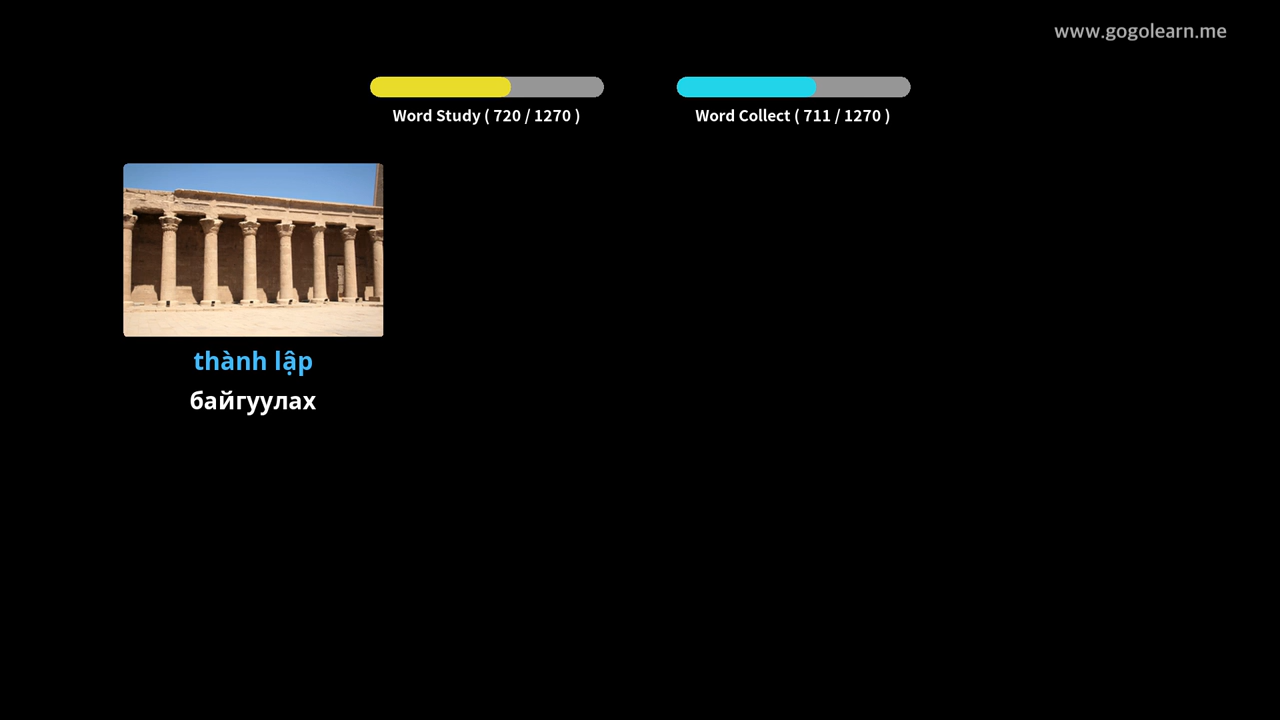 www.gogolearn.me
Word Study ( 720 / 1270 )
Word Collect ( 711 / 1270 )
thành lập
байгуулах